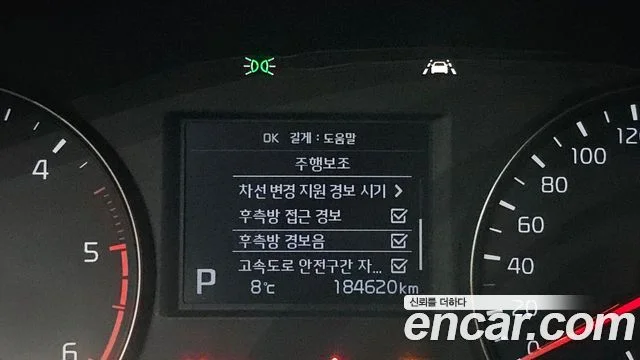 OK 길게 : 도움말
주행보조
차선 변경 지원 경보 시기 >
후측방 접근 경보
후측방 경보음
고속도로 안전구간 자...
P 8℃ 184620 km
4
5
6
120
100
80
60
40
20
0
신뢰를 더하다
encar.com